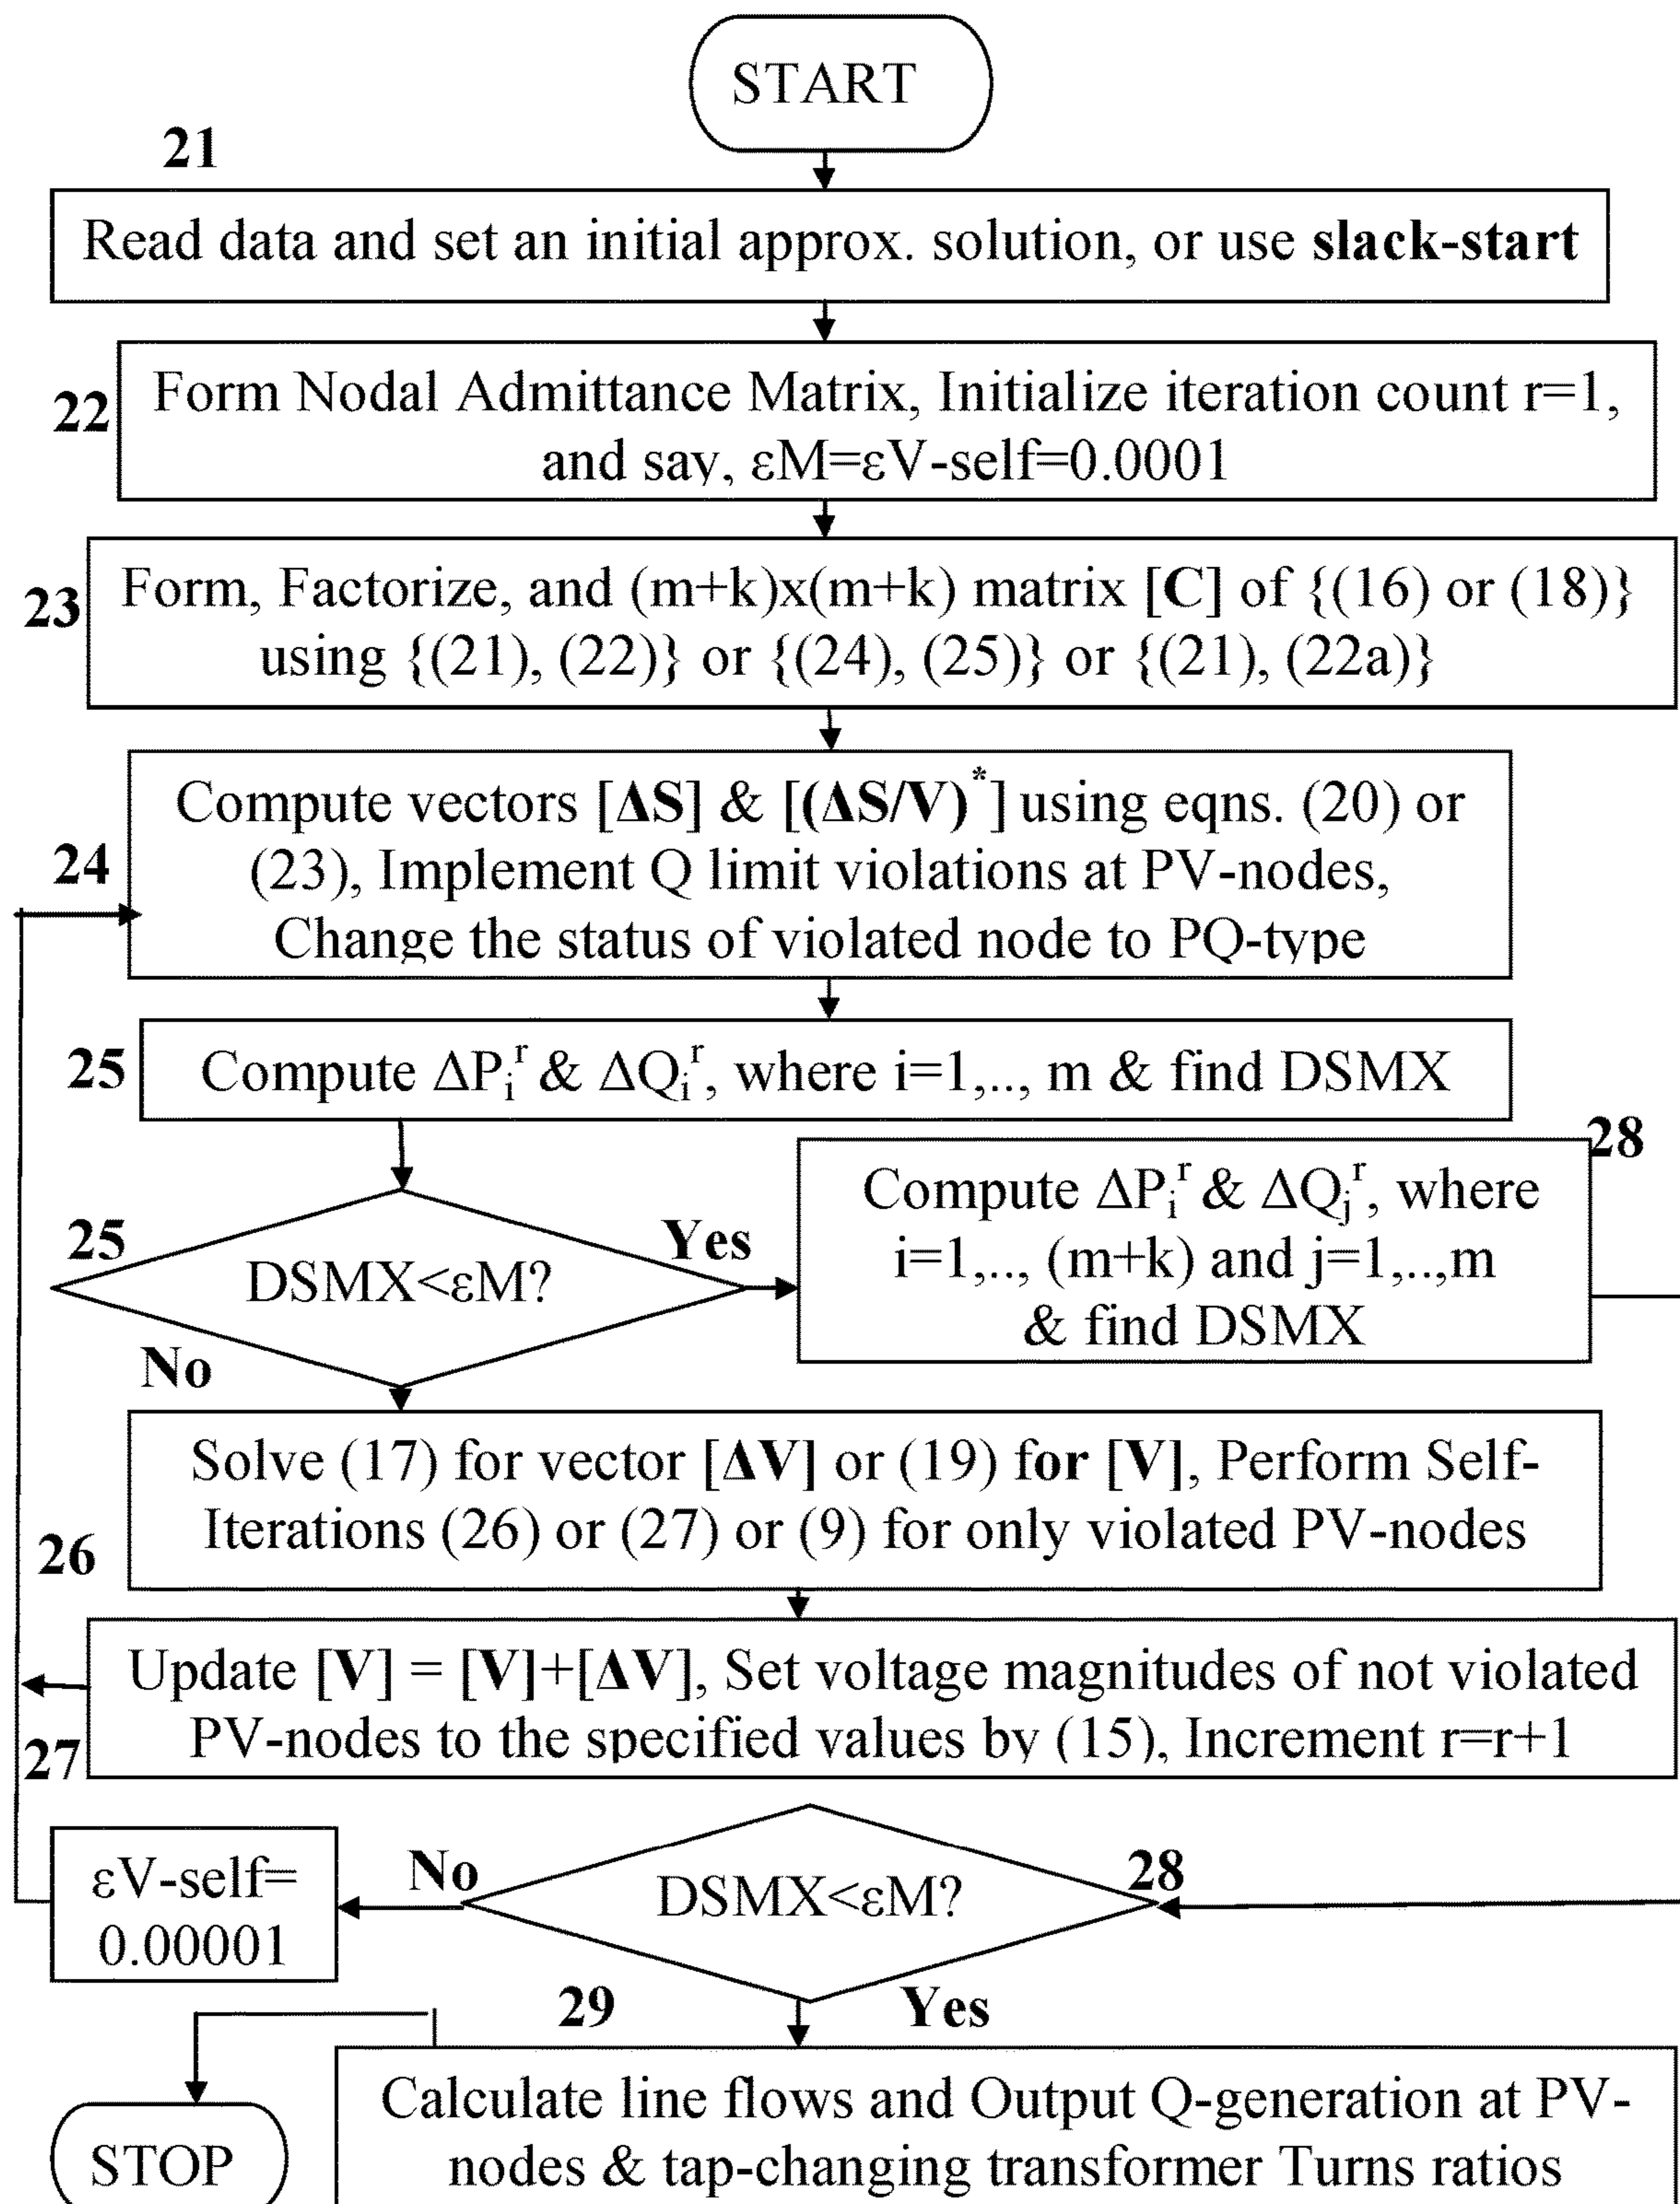 START
21
Read data and set an initial approx. solution, or use slack-start
22
Form Nodal Admittance Matrix, Initialize iteration count r=1,
and say, εM=εV-self=0.0001
23
Form, Factorize, and (m+k)x(m+k) matrix [C] of {(16) or (18)}
using {(21), (22)} or {(24), (25)} or {(21), (22a)}
24
Compute vectors [ΔS] & [(ΔS/V)*] using eqns. (20) or
(23), Implement Q limit violations at PV-nodes,
Change the status of violated node to PQ-type
25
Compute ΔPᵢʳ & ΔQᵢʳ, where i=1,.., m & find DSMX
28
Compute ΔPᵢʳ & ΔQⱼʳ, where
i=1,.., (m+k) and j=1,..,m
& find DSMX
25
Yes
DSMX<εM?
No
Solve (17) for vector [ΔV] or (19) for [V], Perform Self-
Iterations (26) or (27) or (9) for only violated PV-nodes
26
Update [V] = [V]+[ΔV], Set voltage magnitudes of not violated
PV-nodes to the specified values by (15), Increment r=r+1
27
εV-self=
0.00001
No
DSMX<εM?
28
29
Yes
Calculate line flows and Output Q-generation at PV-
nodes & tap-changing transformer Turns ratios
STOP